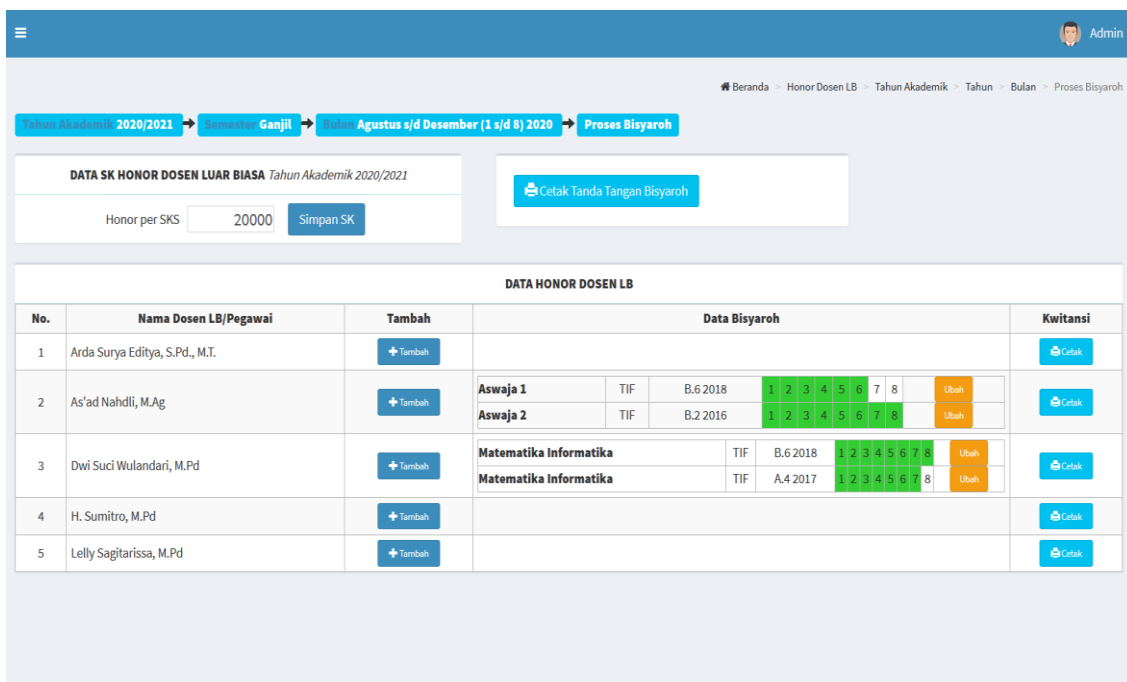 Admin
Beranda > Honor Dosen LB > Tahun Akademik > Tahun > Bulan > Proses Bisyaroh
Tahun Akademik 2020/2021 Semester Ganjil Bulan Agustus s/d Desember (1 s/d 8) 2020 Proses Bisyaroh
DATA SK HONOR DOSEN LUAR BIASA Tahun Akademik 2020/2021
Honor per SKS 20000 Simpan SK
Cetak Tanda Tangan Bisyaroh
DATA HONOR DOSEN LB
No. Nama Dosen LB/Pegawai Tambah Data Bisyaroh Kwitansi
1 Arda Surya Editya, S.Pd., M.T. Tambah Cetak
2 As'ad Nahdli, M.Ag Tambah Cetak
Aswaja 1 TIF B.6 2018 1 2 3 4 5 6 7 8 Ubah
Aswaja 2 TIF B.2 2016 1 2 3 4 5 6 7 8 Ubah
3 Dwi Suci Wulandari, M.Pd Tambah Cetak
Matematika Informatika TIF B.6 2018 1 2 3 4 5 6 7 8 Ubah
Matematika Informatika TIF A.4 2017 1 2 3 4 5 6 7 8 Ubah
4 H. Sumitro, M.Pd Tambah Cetak
5 Lelly Sagitarissa, M.Pd Tambah Cetak